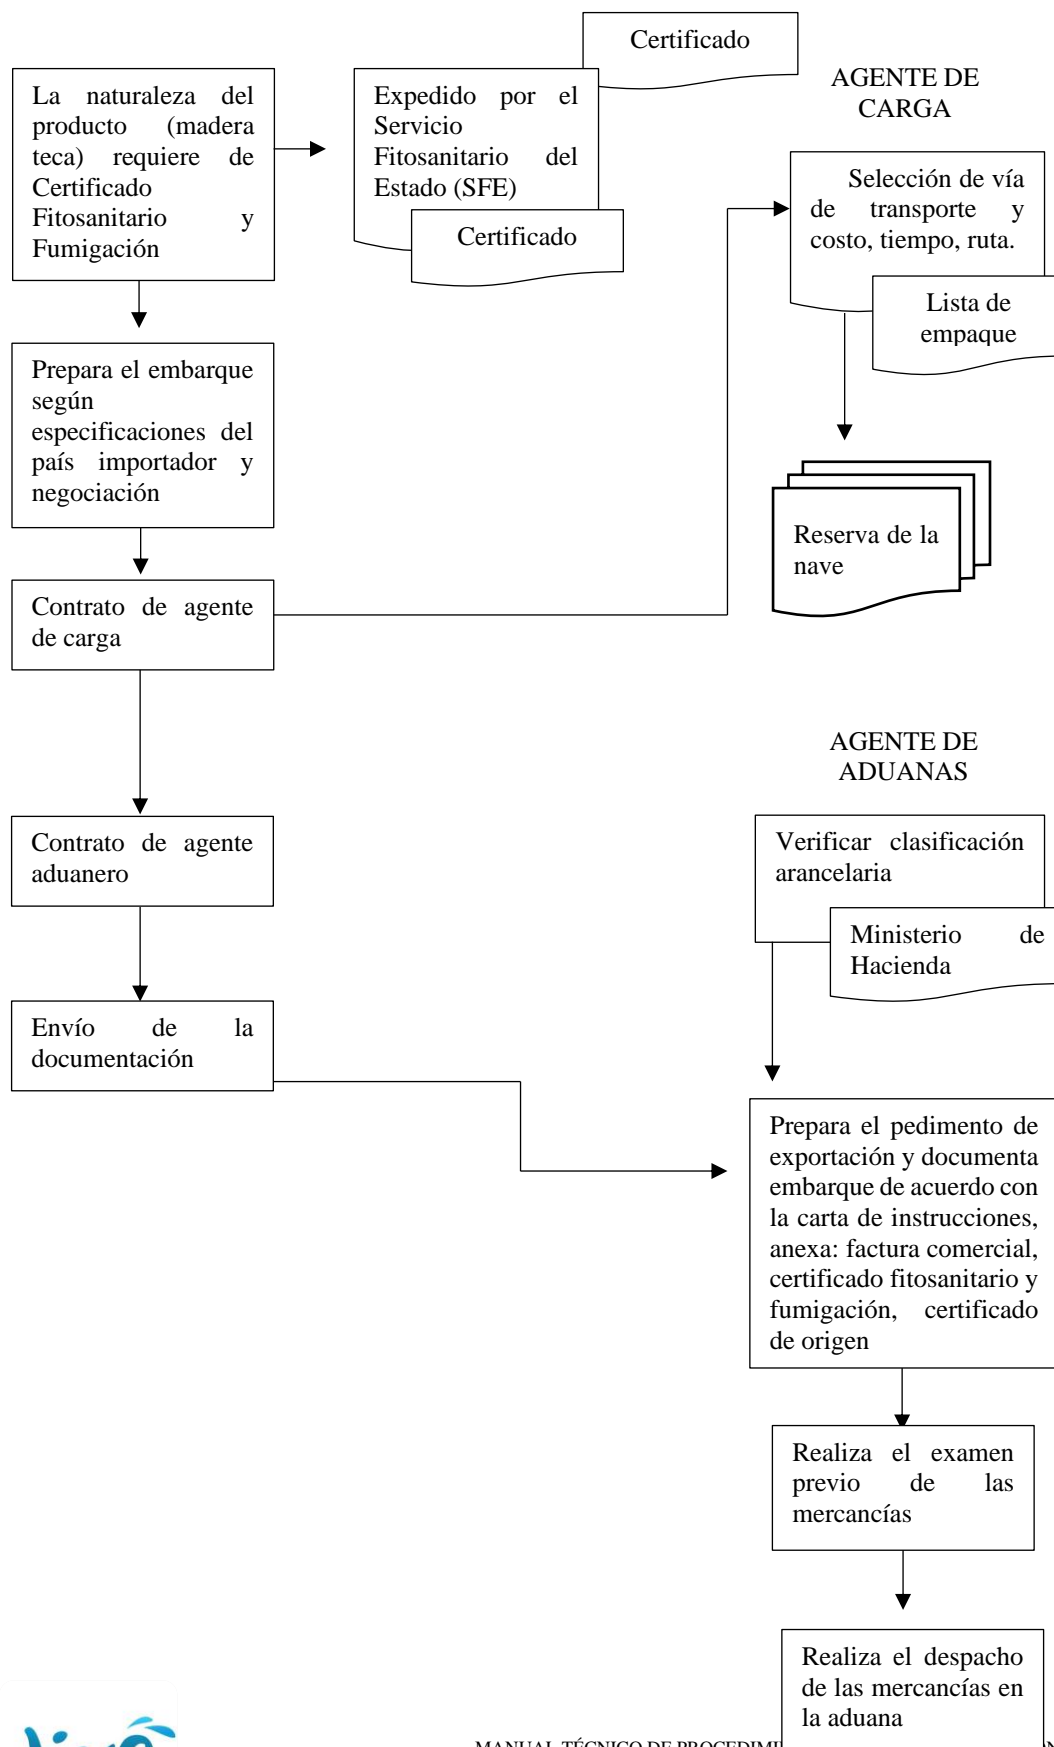 Certificado
La naturaleza del
producto (madera
teca) requiere de
Certificado
Fitosanitario y
Fumigación
Expedido por el
Servicio
Fitosanitario del
Estado (SFE)
Certificado
AGENTE DE
CARGA
Selección de vía
de transporte y
costo, tiempo, ruta.
Lista de
empaque
Prepara el embarque
según
especificaciones del
país importador y
negociación
Reserva de la
nave
Contrato de agente
de carga
AGENTE DE
ADUANAS
Contrato de agente
aduanero
Verificar clasificación
arancelaria
Ministerio de
Hacienda
Envío de la
documentación
Prepara el pedimento de
exportación y documenta
embarque de acuerdo con
la carta de instrucciones,
anexa: factura comercial,
certificado fitosanitario y
fumigación, certificado
de origen
Realiza el examen
previo de las
mercancías
Realiza el despacho
de las mercancías en
la aduana
MANUAL TÉCNICO DE